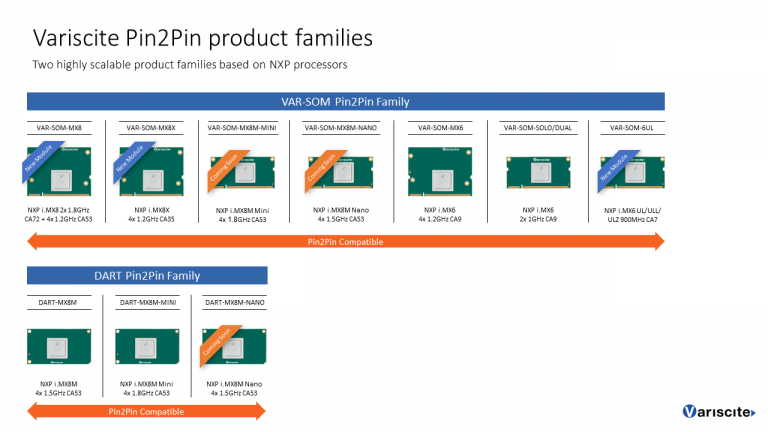 Variscite Pin2Pin product families
Two highly scalable product families based on NXP processors
VAR-SOM Pin2Pin Family
VAR-SOM-MX8
VAR-SOM-MX8X
VAR-SOM-MX8M-MINI
VAR-SOM-MX8M-NANO
VAR-SOM-MX6
VAR-SOM-SOLO/DUAL
VAR-SOM-6UL
New Module
New Module
Coming Soon
Coming Soon
New Module
NXP i.MX8 2x 1.8GHz
CA72 + 4x 1.2GHz CA53
NXP i.MX8X
4x 1.2GHz CA35
NXP i.MX8M Mini
4x 1.8GHz CA53
NXP i.MX8M Nano
4x 1.5GHz CA53
NXP i.MX6
4x 1.2GHz CA9
NXP i.MX6
2x 1GHz CA9
NXP i.MX6 UL/ULL/
ULZ 900MHz CA7
Pin2Pin Compatible
DART Pin2Pin Family
DART-MX8M
DART-MX8M-MINI
DART-MX8M-NANO
Coming Soon
NXP i.MX8M
4x 1.5GHz CA53
NXP i.MX8M Mini
4x 1.8GHz CA53
NXP i.MX8M Nano
4x 1.5GHz CA53
Pin2Pin Compatible
Variscite